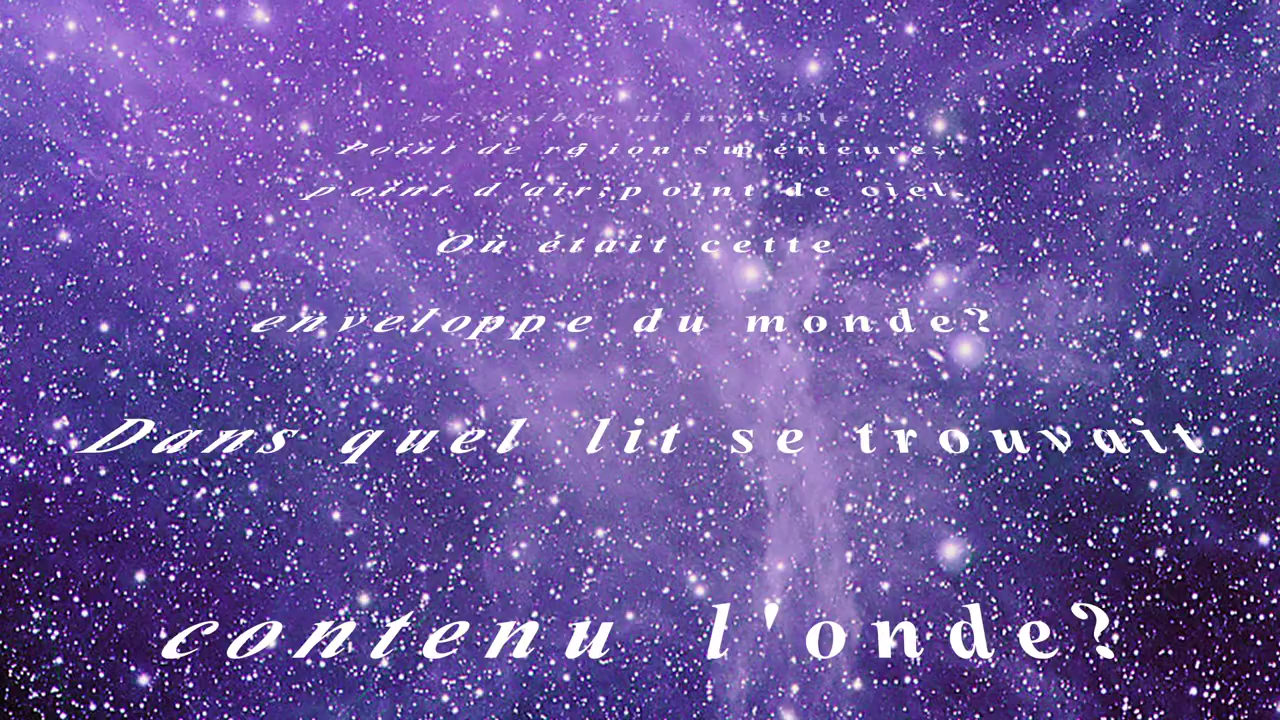 ni visible, ni invisible.
Point de région supérieure;
point d'air; point de ciel.
Où était cette
enveloppe du monde?
Dans quel lit se trouvait
contenu l'onde?